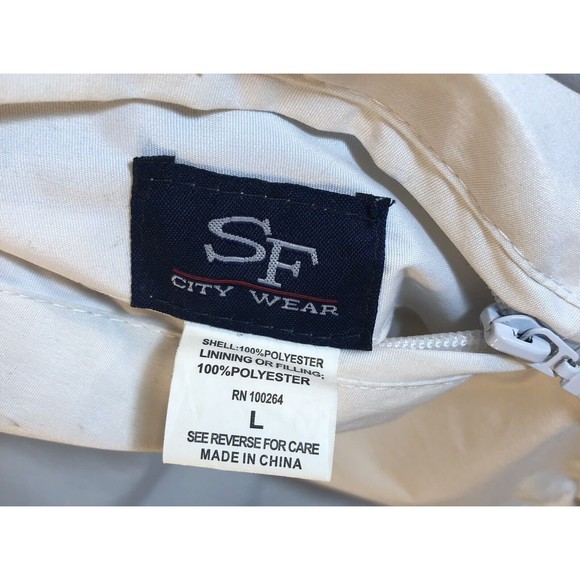 SF
CITY WEAR
SHELL:100%POLYESTER
LINING OR FILLING:
100%POLYESTER
RN 100264
L
SEE REVERSE FOR CARE
MADE IN CHINA